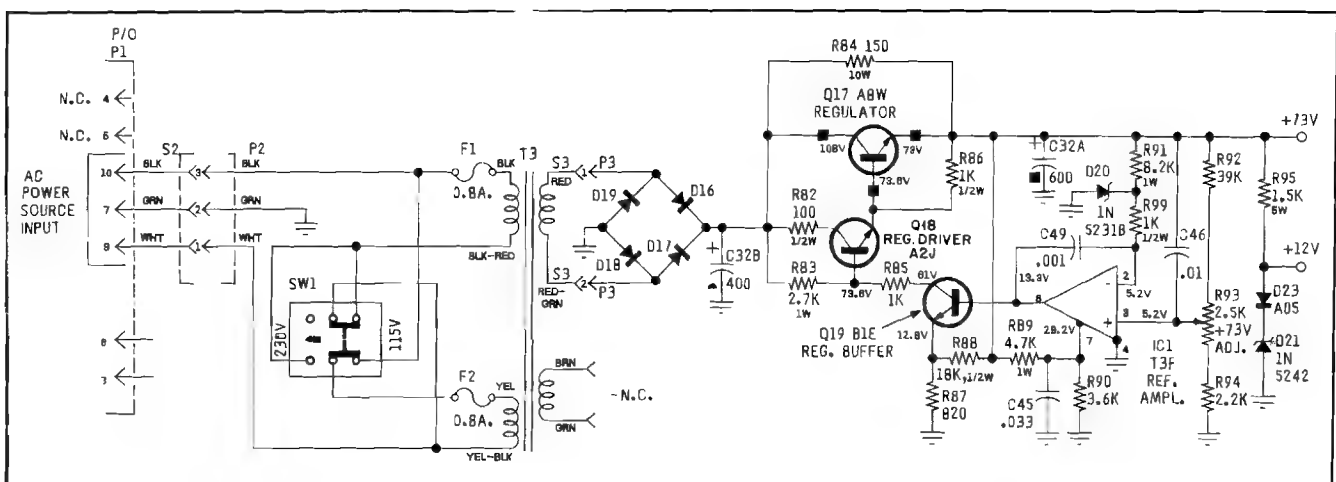 P/O
P1
N.C. 4
N.C. 6
AC
POWER
SOURCE
INPUT
10
7
9
8
BLK
GRN
WHT
S2
P2
3
2
1
BLK
GRN
WHT
SW1
230V
115V
F1
0.8A.
BLK
BLK-RED
F2
0.8A.
YEL
YEL-BLK
T3
S3
P3
RED
1
S3
RED-
GRN
2
P3
BRN
GRN
-N.C.
D19
D16
D18
D17
C32B
400
+
R84 150
10W
Q17 A8W
REGULATOR
108V
73V
73.8V
R82
100
1/2W
R83
2.7K
1W
Q18
REG. DRIVER
A2J
73.8V
R85
1K
R86
1K
1/2W
61V
12.8V
Q19 B1E
REG. BUFFER
R88
18K, 1/2W
R87
820
R89
4.7K
1W
C45
.033
R90
3.6K
C32A
600
+
D20
1N
5231B
R91
8.2K
1W
R99
1K
1/2W
C49
.001
13.3V
6
2
5.2V
3
5.2V
28.2V
7
4
-
+
IC1
T3F
REF.
AMPL.
C46
.01
R92
39K
R93
2.5K
+73V
ADJ.
R94
2.2K
+73V
R95
1.5K
5W
+12V
D23
A05
D21
1N
5242